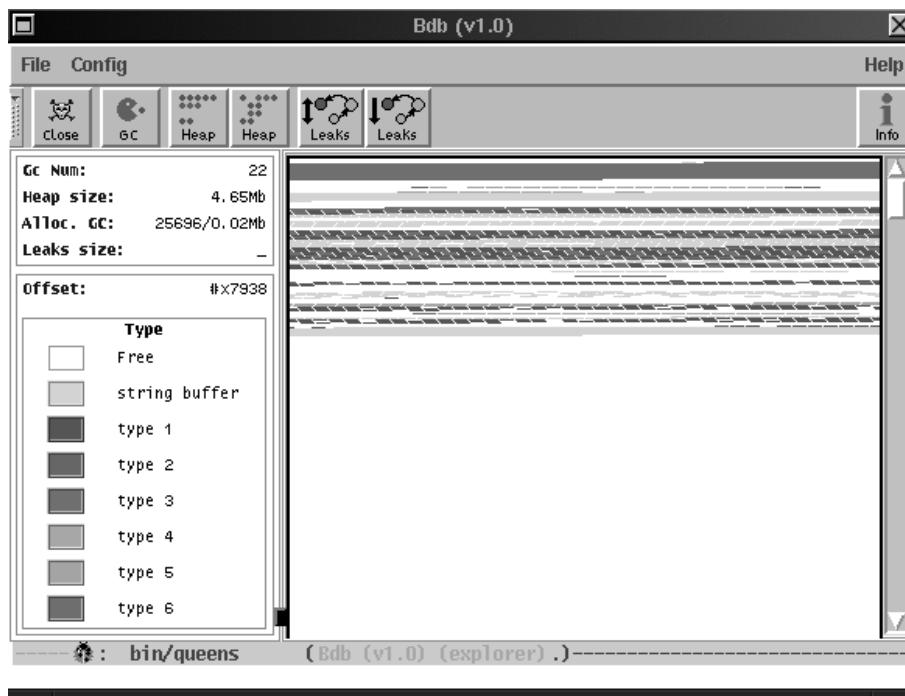 Bdb (v1.0)
File Config Help
Close GC Heap Heap Leaks Leaks Info
Gc Num: 22
Heap size: 4.65Mb
Alloc. GC: 25696/0.02Mb
Leaks size: _
Offset: #x7938
Type
Free
string buffer
type 1
type 2
type 3
type 4
type 5
type 6
-----: bin/queens (Bdb (v1.0) (explorer).)------------------------------